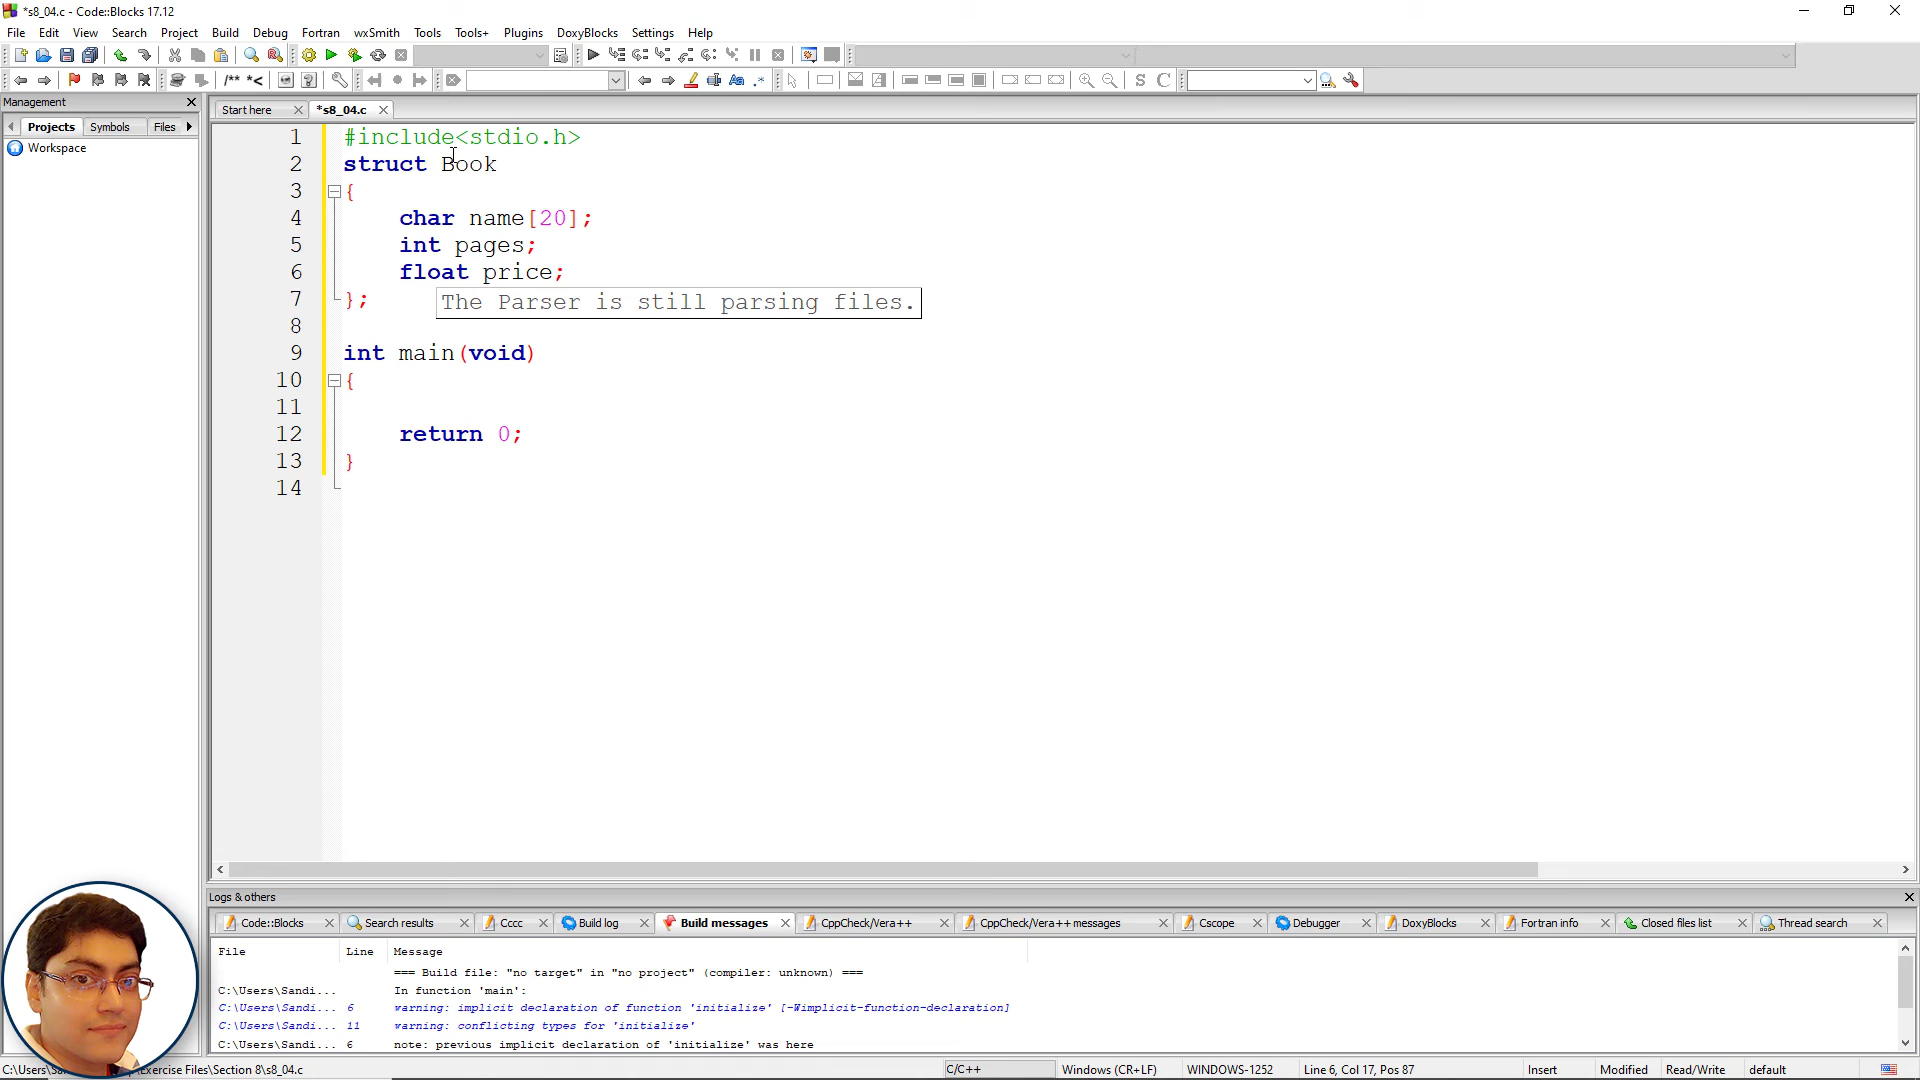 *s8_04.c - Code::Blocks 17.12
File Edit View Search Project Build Debug Fortran wxSmith Tools Tools+ Plugins DoxyBlocks Settings Help
/** *<
S C
Management
Start here *s8_04.c
Projects Symbols Files
Workspace
1 #include<stdio.h>
2 struct Book
3 {
4 char name[20];
5 int pages;
6 float price;
7 };
The Parser is still parsing files.
8
9 int main(void)
10 {
11
12 return 0;
13 }
14
Logs & others
Code::Blocks Search results Cccc Build log Build messages CppCheck/Vera++ CppCheck/Vera++ messages Cscope Debugger DoxyBlocks Fortran info Closed files list Thread search
File Line Message
=== Build file: "no target" in "no project" (compiler: unknown) ===
C:\Users\Sandi... In function 'main':
C:\Users\Sandi... 6 warning: implicit declaration of function 'initialize' [-Wimplicit-function-declaration]
C:\Users\Sandi... 11 warning: conflicting types for 'initialize'
C:\Users\Sandi... 6 note: previous implicit declaration of 'initialize' was here
Exercise Files\Section 8\s8_04.c C/C++ Windows (CR+LF) WINDOWS-1252 Line 6, Col 17, Pos 87 Insert Modified Read/Write default